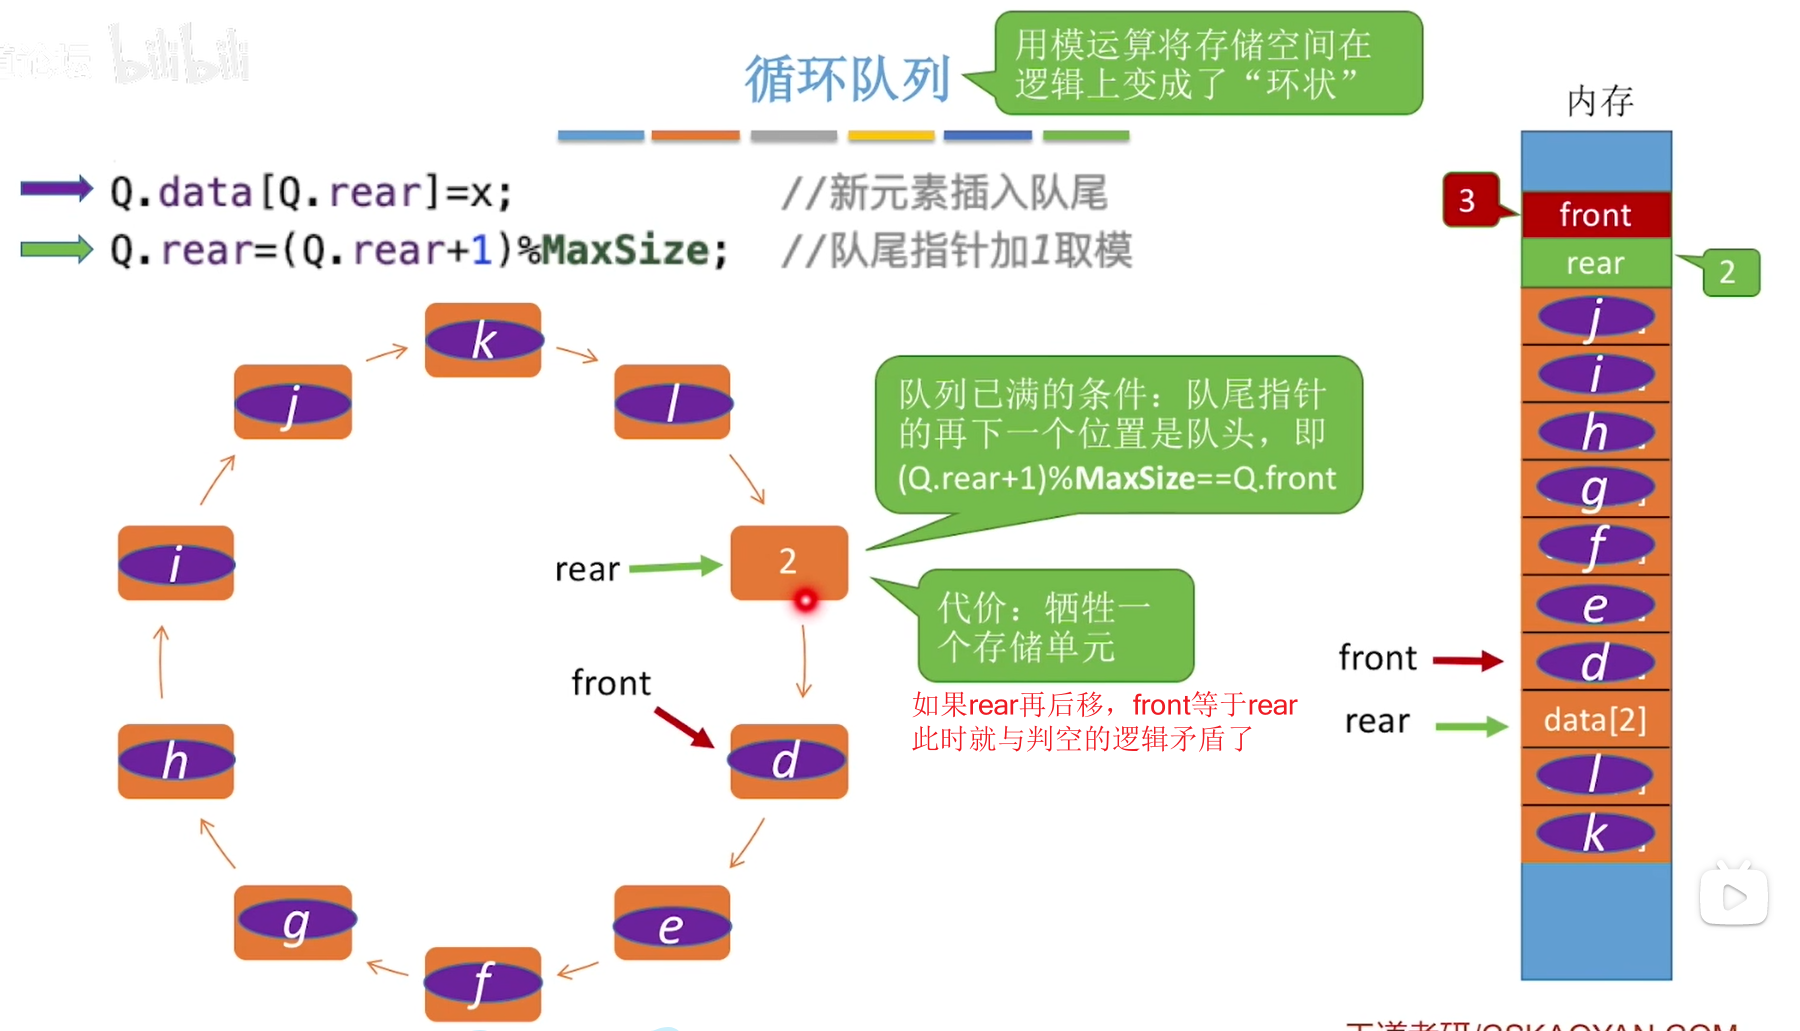 bilibili
循环队列
用模运算将存储空间在
逻辑上变成了“环状”
Q.data[Q.rear]=x; //新元素插入队尾
Q.rear=(Q.rear+1)%MaxSize; //队尾指针加1取模
k
j
l
i
2
h
d
g
e
f
rear
front
队列已满的条件：队尾指针
的再下一个位置是队头，即
(Q.rear+1)%MaxSize==Q.front
代价：牺牲一
个存储单元
如果rear再后移，front等于rear
此时就与判空的逻辑矛盾了
内存
3
front
rear
2
j
i
h
g
f
e
front
d
rear
data[2]
l
k